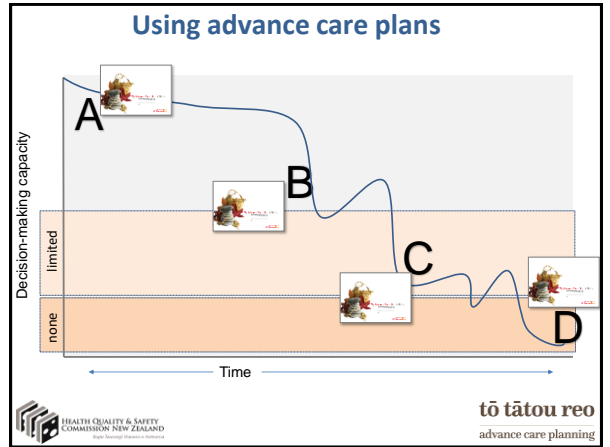 Using advance care plans
Decision-making capacity
limited
none
A
B
C
D
Time
HEALTH QUALITY & SAFETY
COMMISSION NEW ZEALAND
tō tātou reo
advance care planning